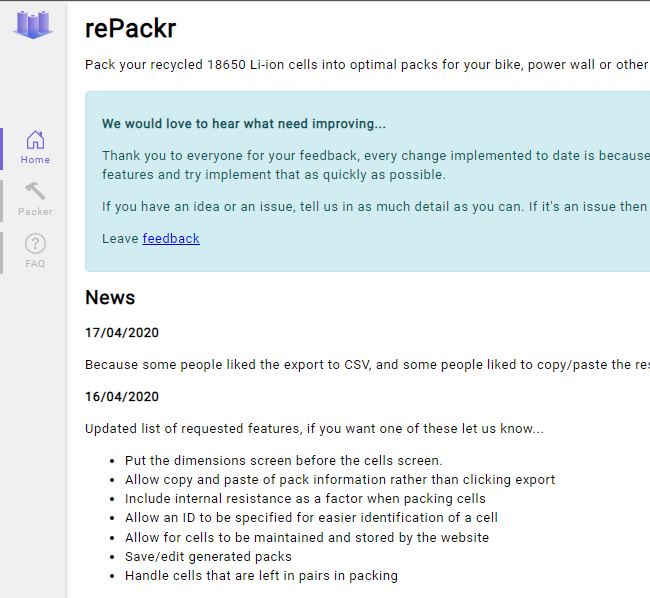 rePackr
Pack your recycled 18650 Li-ion cells into optimal packs for your bike, power wall or other
We would love to hear what need improving...
Thank you to everyone for your feedback, every change implemented to date is because
features and try implement that as quickly as possible.
If you have an idea or an issue, tell us in as much detail as you can. If it's an issue then
Leave feedback
Home
Packer
FAQ
News
17/04/2020
Because some people liked the export to CSV, and some people liked to copy/paste the
16/04/2020
Updated list of requested features, if you want one of these let us know...
• Put the dimensions screen before the cells screen.
• Allow copy and paste of pack information rather than clicking export
• Include internal resistance as a factor when packing cells
• Allow an ID to be specified for easier identification of a cell
• Allow for cells to be maintained and stored by the website
• Save/edit generated packs
• Handle cells that are left in pairs in packing